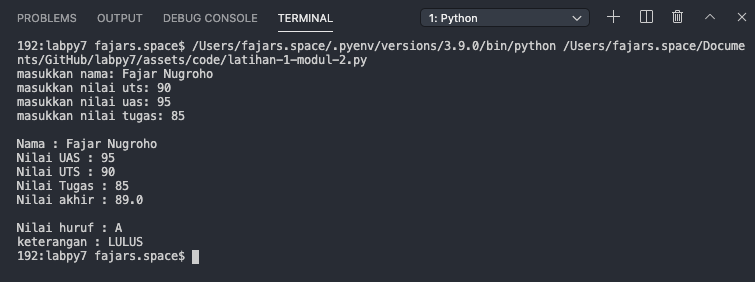 PROBLEMS OUTPUT DEBUG CONSOLE TERMINAL 1: Python
192:labpy7 fajars.space$ /Users/fajars.space/.pyenv/versions/3.9.0/bin/python /Users/fajars.space/Docume
nts/GitHub/labpy7/assets/code/latihan-1-modul-2.py
masukkan nama: Fajar Nugroho
masukkan nilai uts: 90
masukkan nilai uas: 95
masukkan nilai tugas: 85
Nama : Fajar Nugroho
Nilai UAS : 95
Nilai UTS : 90
Nilai Tugas : 85
Nilai akhir : 89.0
Nilai huruf : A
keterangan : LULUS
192:labpy7 fajars.space$